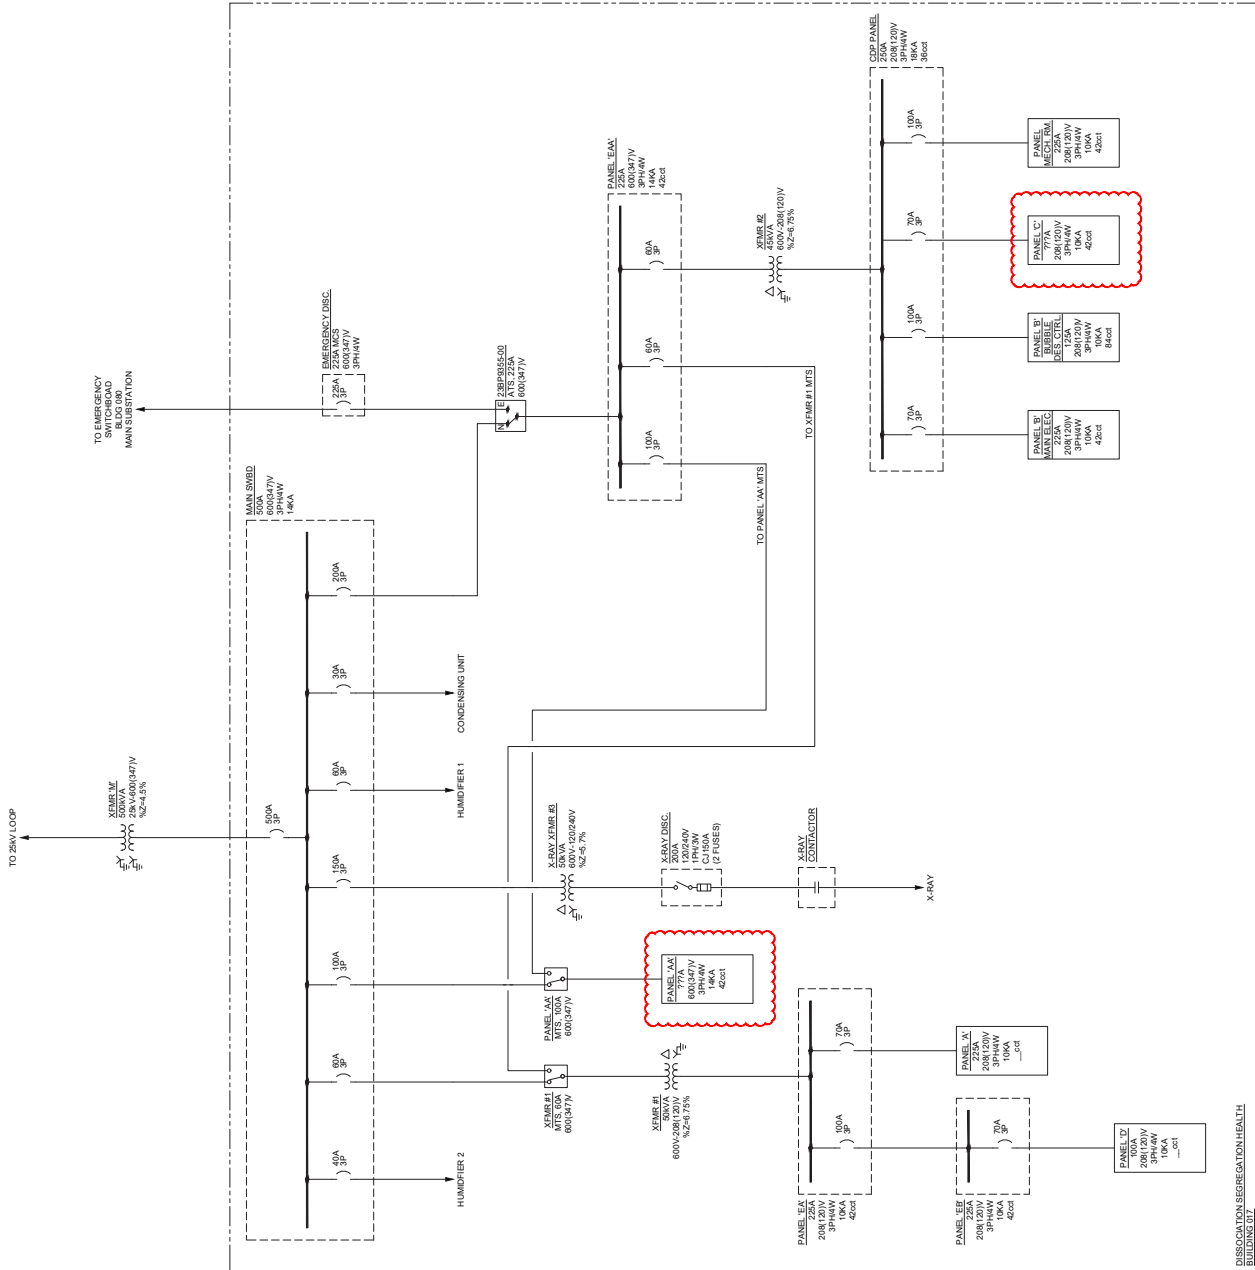 TO 25kV LOOP
XFMR 'M'
500kVA
25kV-600(347)V
%Z=4.5%
TO EMERGENCY
SWITCHBOARD
BLDG 080
MAIN SUBSTATION
EMERGENCY DISC.
225A MCS
600(347)V
3PH/4W
225A
3P
N E
23BP9355-00
ATS, 225A
600(347)V
MAIN SWBD
500A
600(347)V
3PH/4W
14KA
500A
3P
40A
3P
60A
3P
100A
3P
150A
3P
60A
3P
30A
3P
200A
3P
HUMIDIFIER 2
HUMIDIFIER 1
CONDENSING UNIT
PANEL 'EAA'
225A
600(347)V
3PH/4W
14KA
42cct
100A
3P
60A
3P
60A
3P
TO PANEL 'AA' MTS
TO XFMR #1 MTS
XFMR #2
45kVA
600V-208(120)V
%Z=6.75%
CDP PANEL
250A
208(120)V
3PH/4W
18KA
36cct
70A
3P
100A
3P
70A
3P
100A
3P
PANEL 'B'
MAIN ELEC.
225A
208(120)V
3PH/4W
10KA
42cct
PANEL 'B'
BUBBLE
DES. CTRL.
125A
208(120)V
3PH/4W
10KA
84cct
PANEL 'C'
???A
208(120)V
3PH/4W
10KA
42cct
PANEL
MECH. RM.
225A
208(120)V
3PH/4W
10KA
42cct
X-RAY XFMR #3
50kVA
600V-120/240V
%Z=5.7%
X-RAY DISC.
200A
120/240V
1PH/3W
CJ150A
(2 FUSES)
X-RAY
CONTACTOR
X-RAY
PANEL 'AA'
MTS, 100A
600(347)V
PANEL 'AA'
???A
600(347)V
3PH/4W
14KA
42cct
XFMR #1
MTS, 60A
600(347)V
XFMR #1
50kVA
600V-208(120)V
%Z=6.75%
PANEL 'EA'
225A
208(120)V
3PH/4W
10KA
42cct
100A
3P
70A
3P
PANEL 'A'
225A
208(120)V
3PH/4W
10KA
__cct
PANEL 'EB'
225A
208(120)V
3PH/4W
10KA
42cct
70A
3P
PANEL 'D'
100A
208(120)V
3PH/4W
10KA
__cct
DISSOCIATION SEGREGATION HEALTH
BUILDING 017